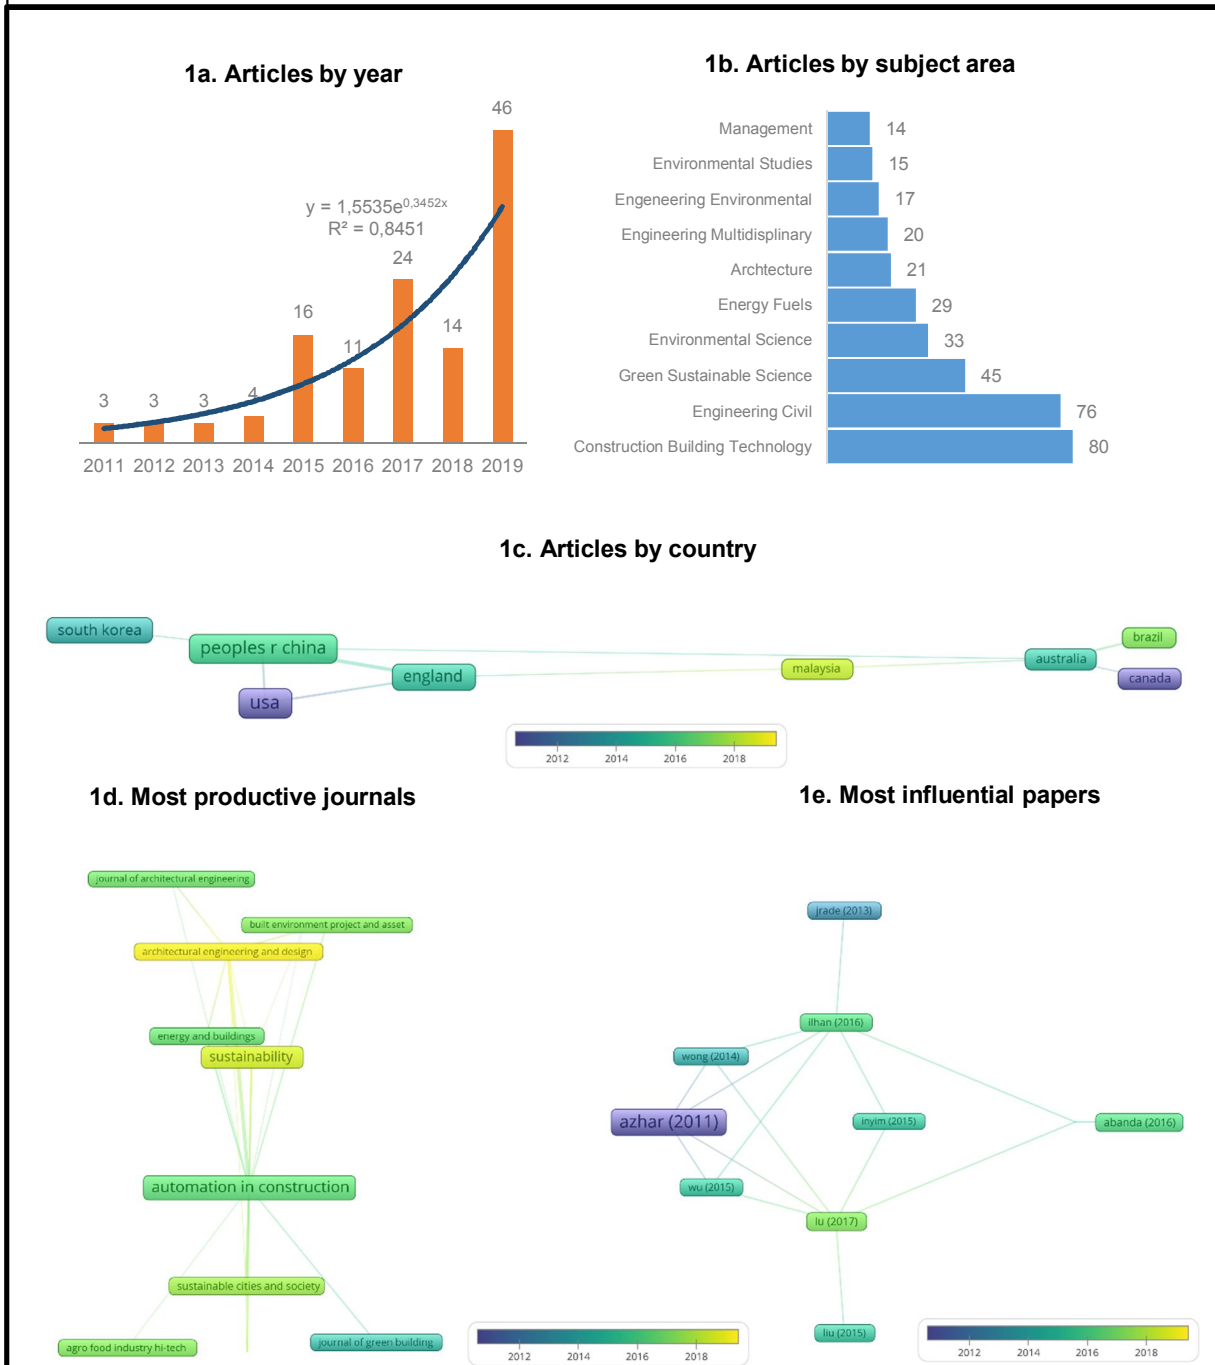 1a. Articles by year
46
y = 1,5535e^0,3452x
R² = 0,8451
24
16
14
11
3
3
3
4
2011 2012 2013 2014 2015 2016 2017 2018 2019
1b. Articles by subject area
Management 14
Environmental Studies 15
Engeneering Environmental 17
Engineering Multidisplinary 20
Archtecture 21
Energy Fuels 29
Environmental Science 33
Green Sustainable Science 45
Engineering Civil 76
Construction Building Technology 80
1c. Articles by country
south korea
peoples r china
england
usa
malaysia
australia
brazil
canada
2012 2014 2016 2018
1d. Most productive journals
journal of architectural engineering
built environment project and asset
architectural engineering and design
energy and buildings
sustainability
automation in construction
sustainable cities and society
agro food industry hi-tech
journal of green building
2012 2014 2016 2018
1e. Most influential papers
jrade (2013)
ilhan (2016)
wong (2014)
azhar (2011)
inyim (2015)
abanda (2016)
wu (2015)
lu (2017)
liu (2015)
2012 2014 2016 2018